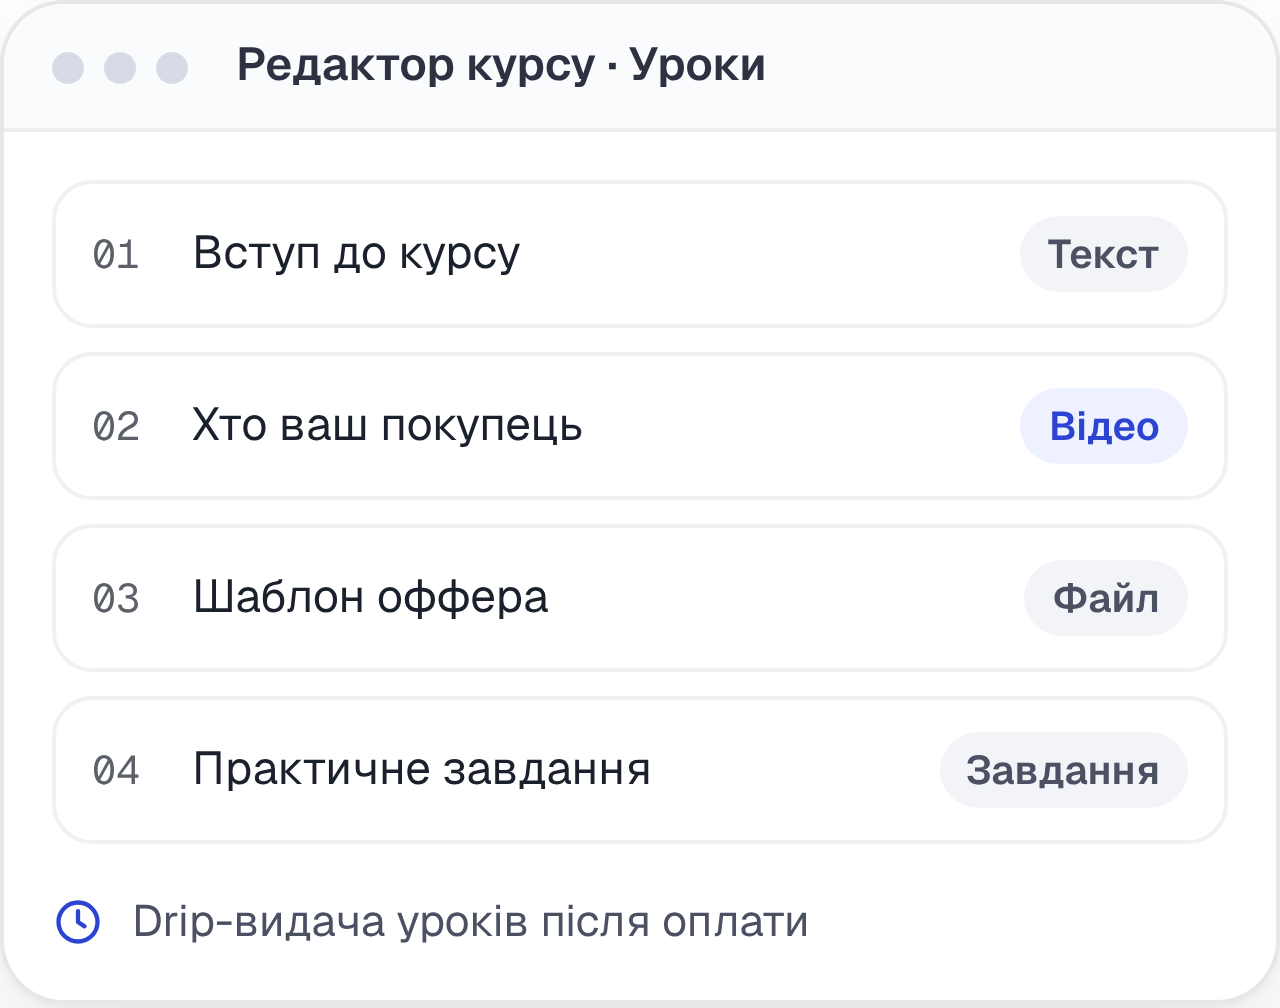 Редактор курсу · Уроки
01 Вступ до курсу Текст
02 Хто ваш покупець Відео
03 Шаблон оффера Файл
04 Практичне завдання Завдання
Drip-видача уроків після оплати